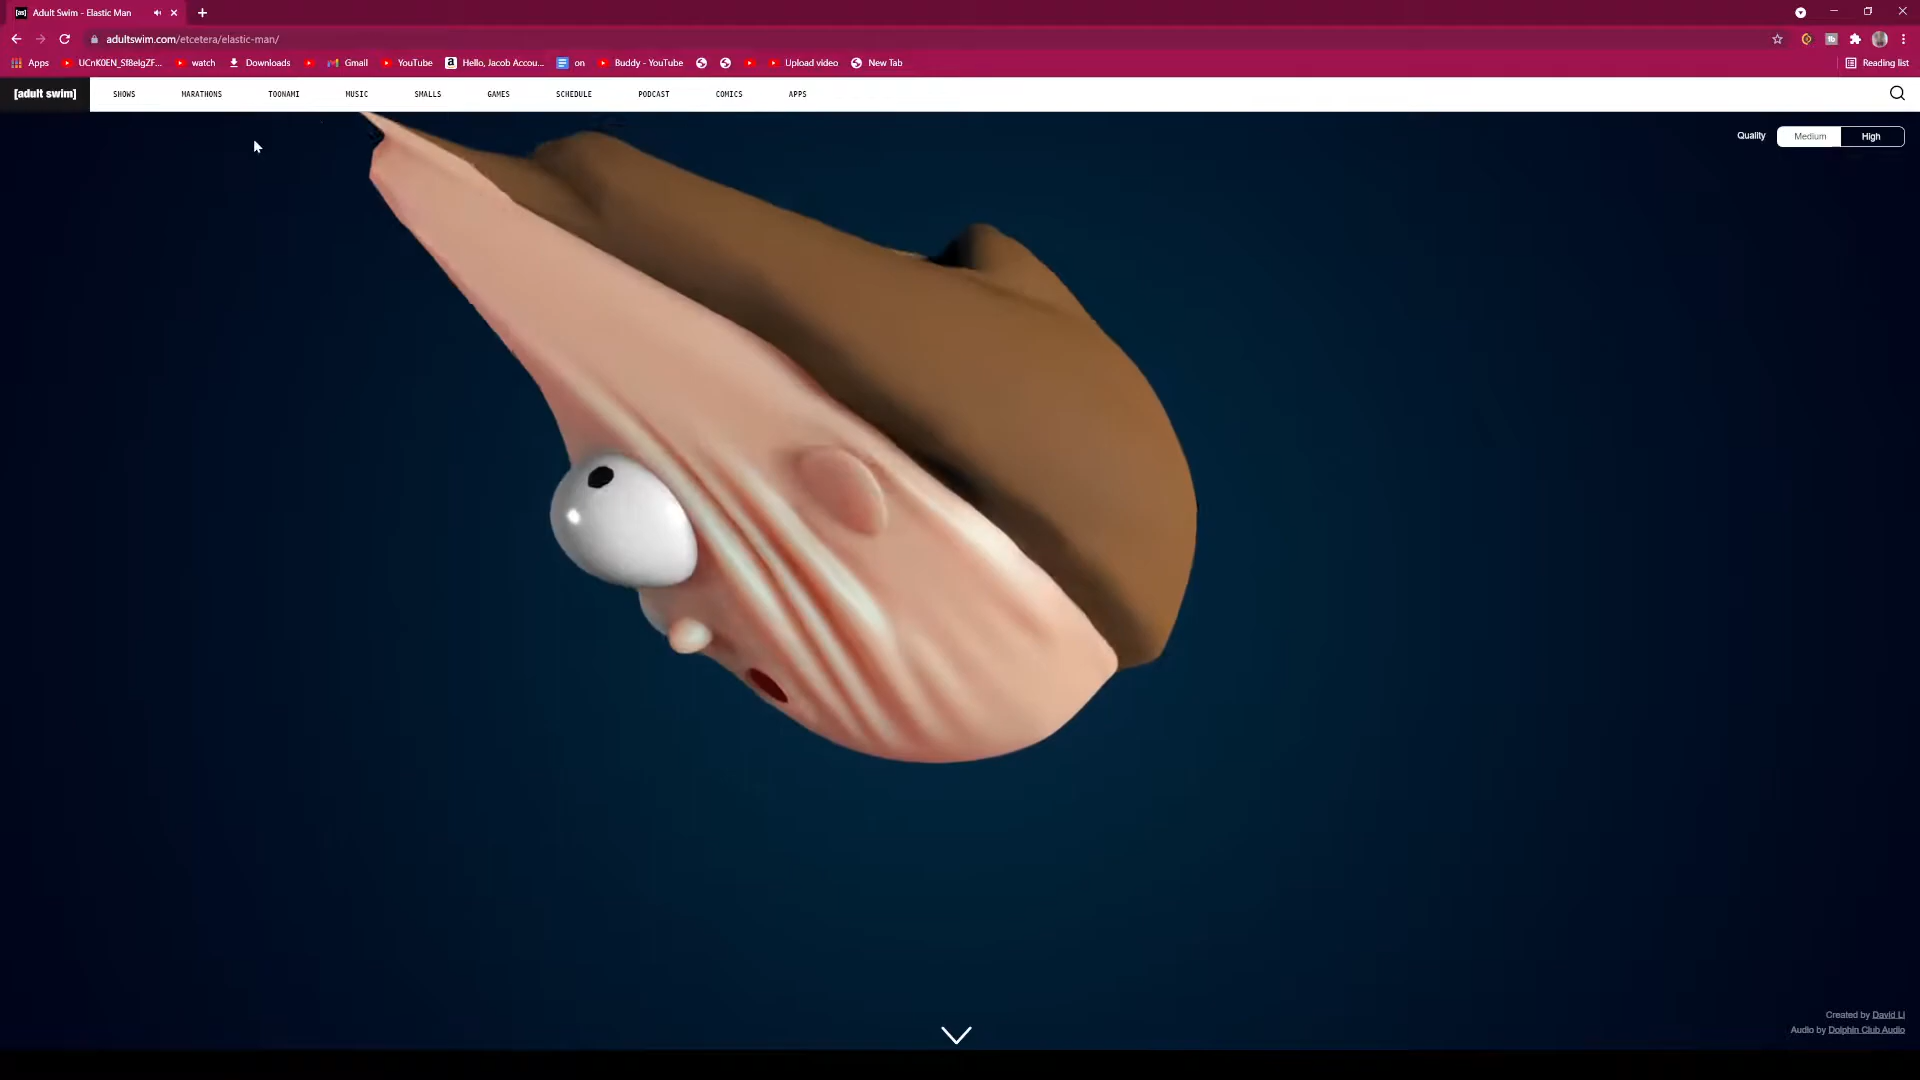 Adult Swim - Elastic Man
adultswim.com/etcetera/elastic-man/
Apps UCnK0EN_Sf8elgZF... watch Downloads Gmail YouTube Hello, Jacob Accou... on Buddy - YouTube Upload video New Tab Reading list
[adult swim] SHOWS MARATHONS TOONAMI MUSIC SMALLS GAMES SCHEDULE PODCAST COMICS APPS
Quality Medium High
Created by David Li
Audio by Dolphin Club Audio